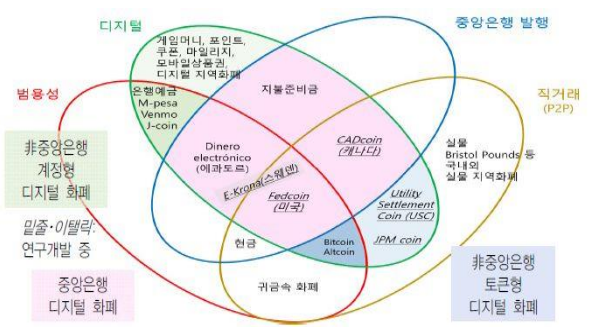 디지털
중앙은행 발행
게임머니, 포인트,
쿠폰, 마일리지,
모바일상품권,
디지털 지역화폐
범용성
은행예금
M-pesa
Venmo
J-coin
지불준비금
직거래
(P2P)
非중앙은행
계정형
디지털 화폐
Dinero
electrónico
(에콰도르)
CADcoin
(캐나다)
실물
Bristol Pounds 등
국내외
실물 지역화폐
E-Krona(스웨덴)
Fedcoin
(미국)
Utility
Settlement
Coin (USC)
JPM coin
밑줄·이탤릭:
연구개발 중
현금
Bitcoin
Altcoin
중앙은행
디지털 화폐
귀금속 화폐
非중앙은행
토큰형
디지털 화폐